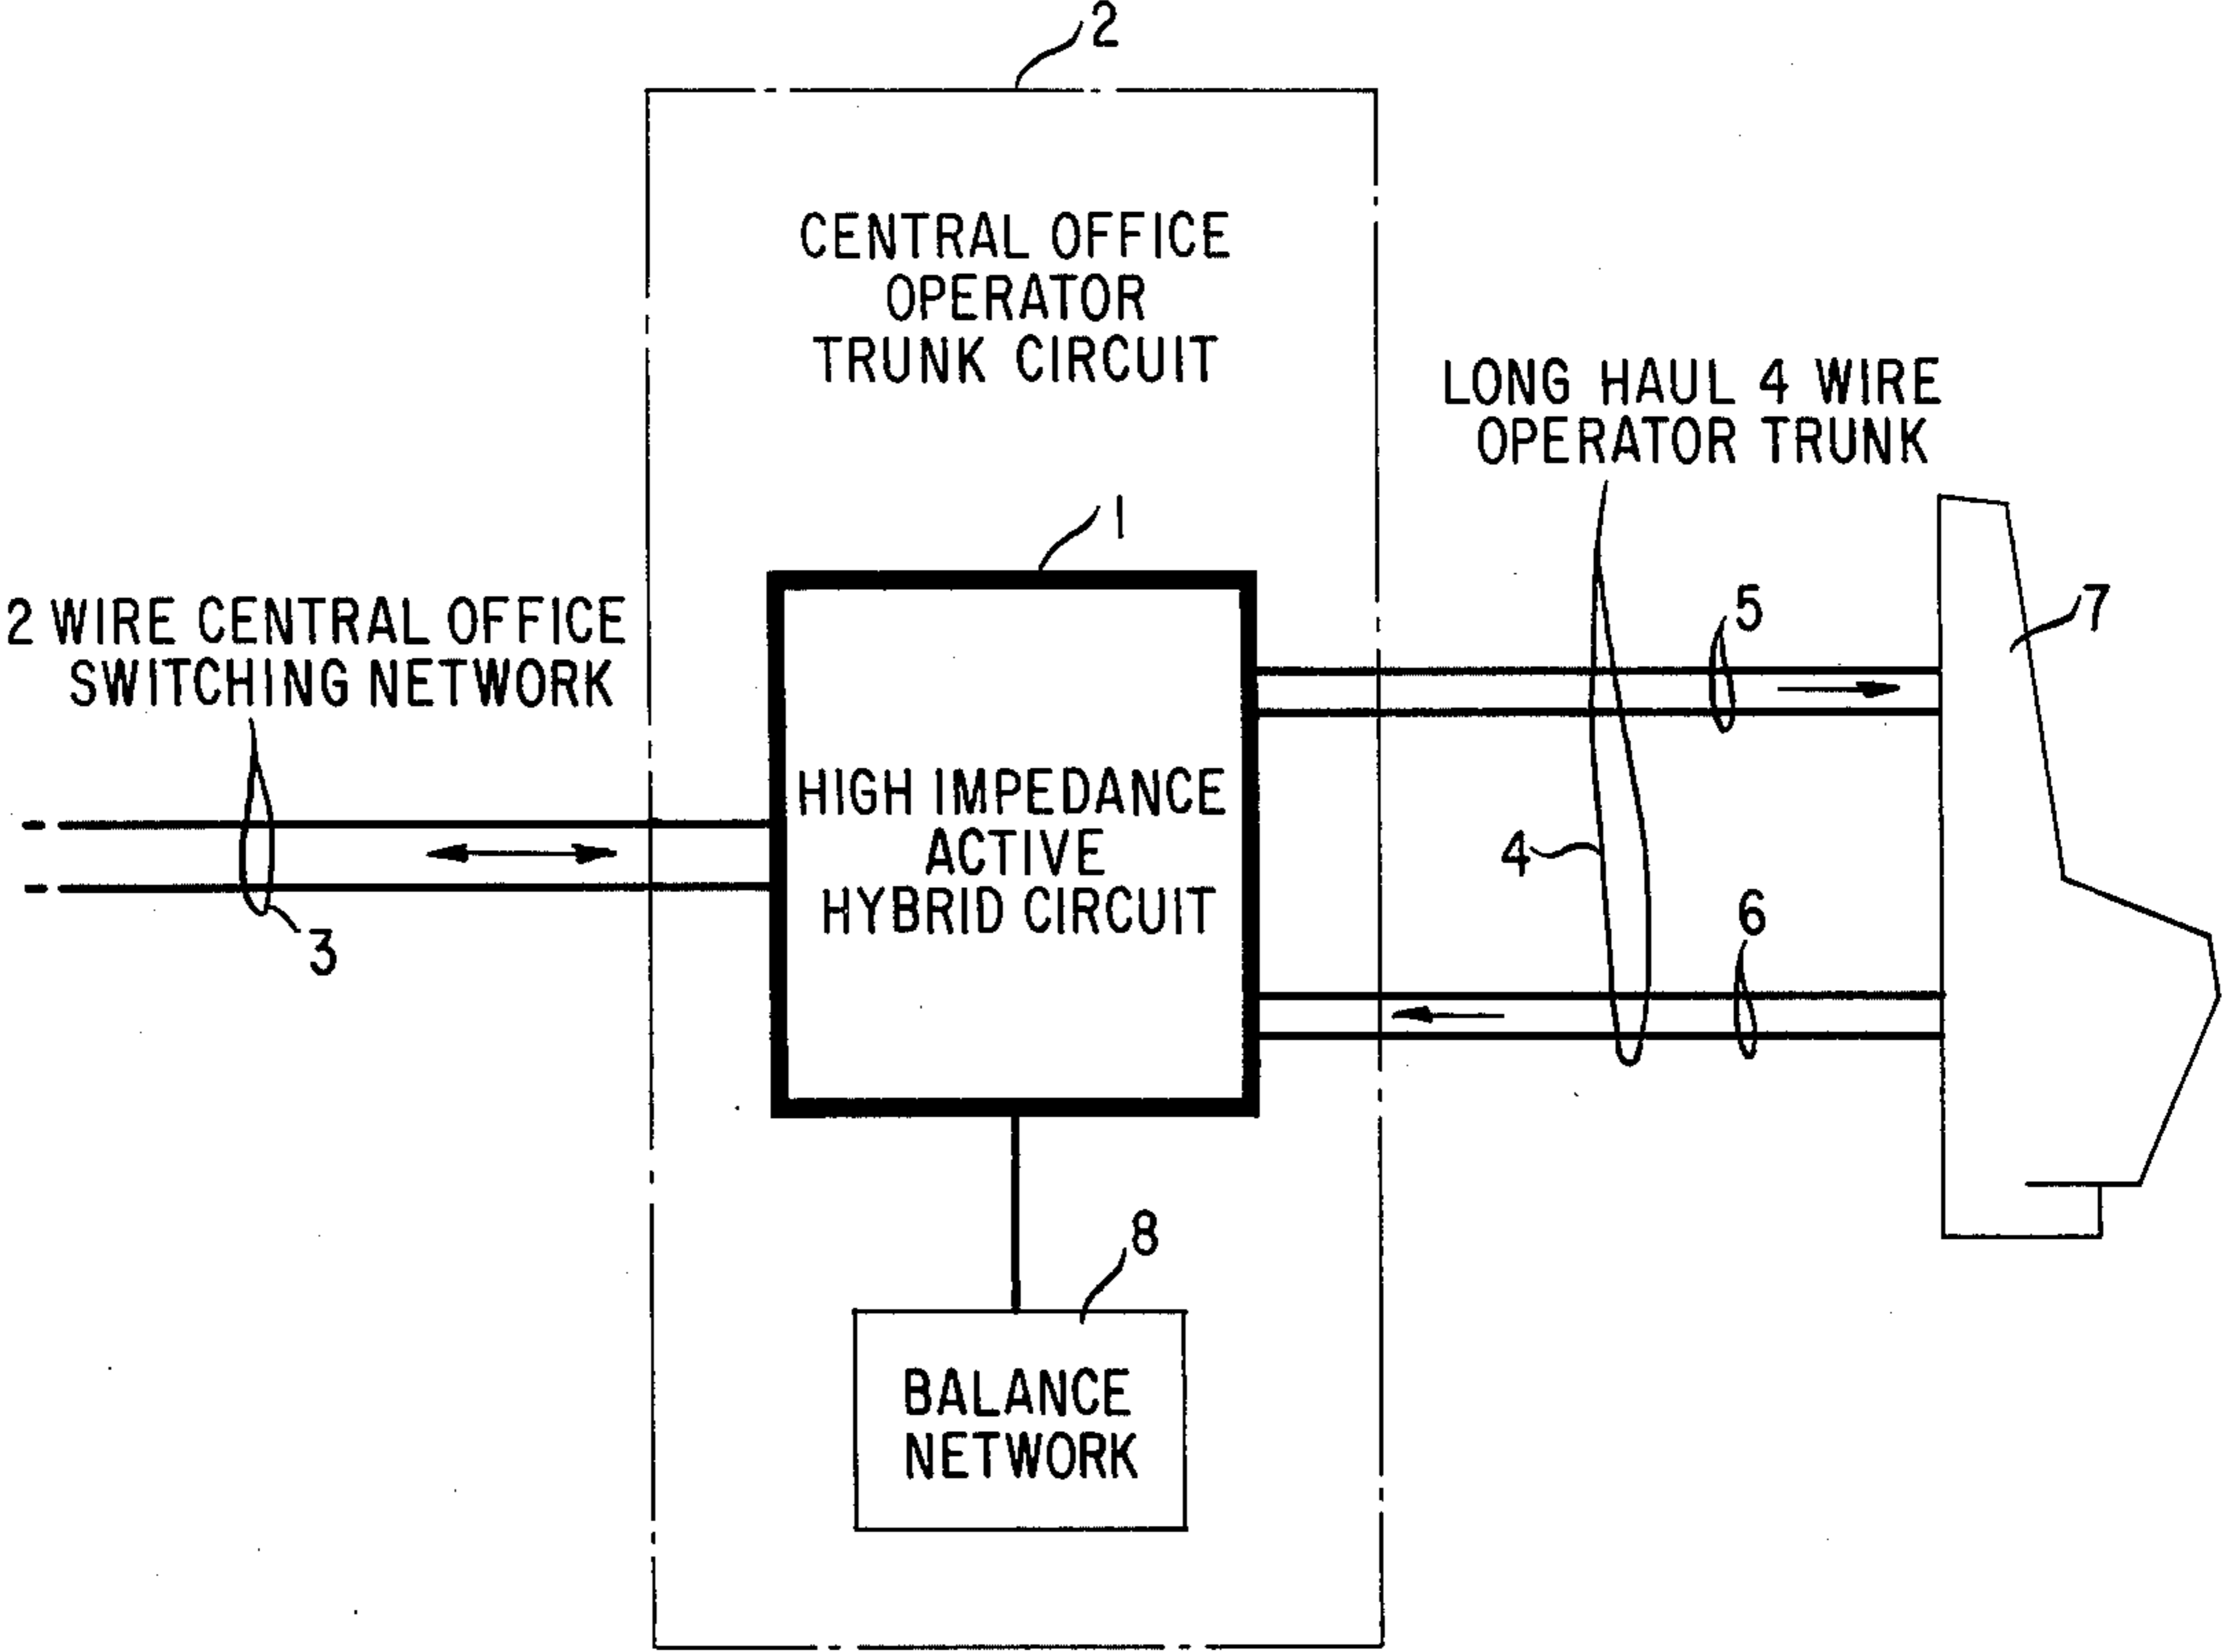 2
CENTRAL OFFICE
OPERATOR
TRUNK CIRCUIT
LONG HAUL 4 WIRE
OPERATOR TRUNK
1
2 WIRE CENTRAL OFFICE
SWITCHING NETWORK
5
7
HIGH IMPEDANCE
ACTIVE
HYBRID CIRCUIT
4
3
6
8
BALANCE
NETWORK